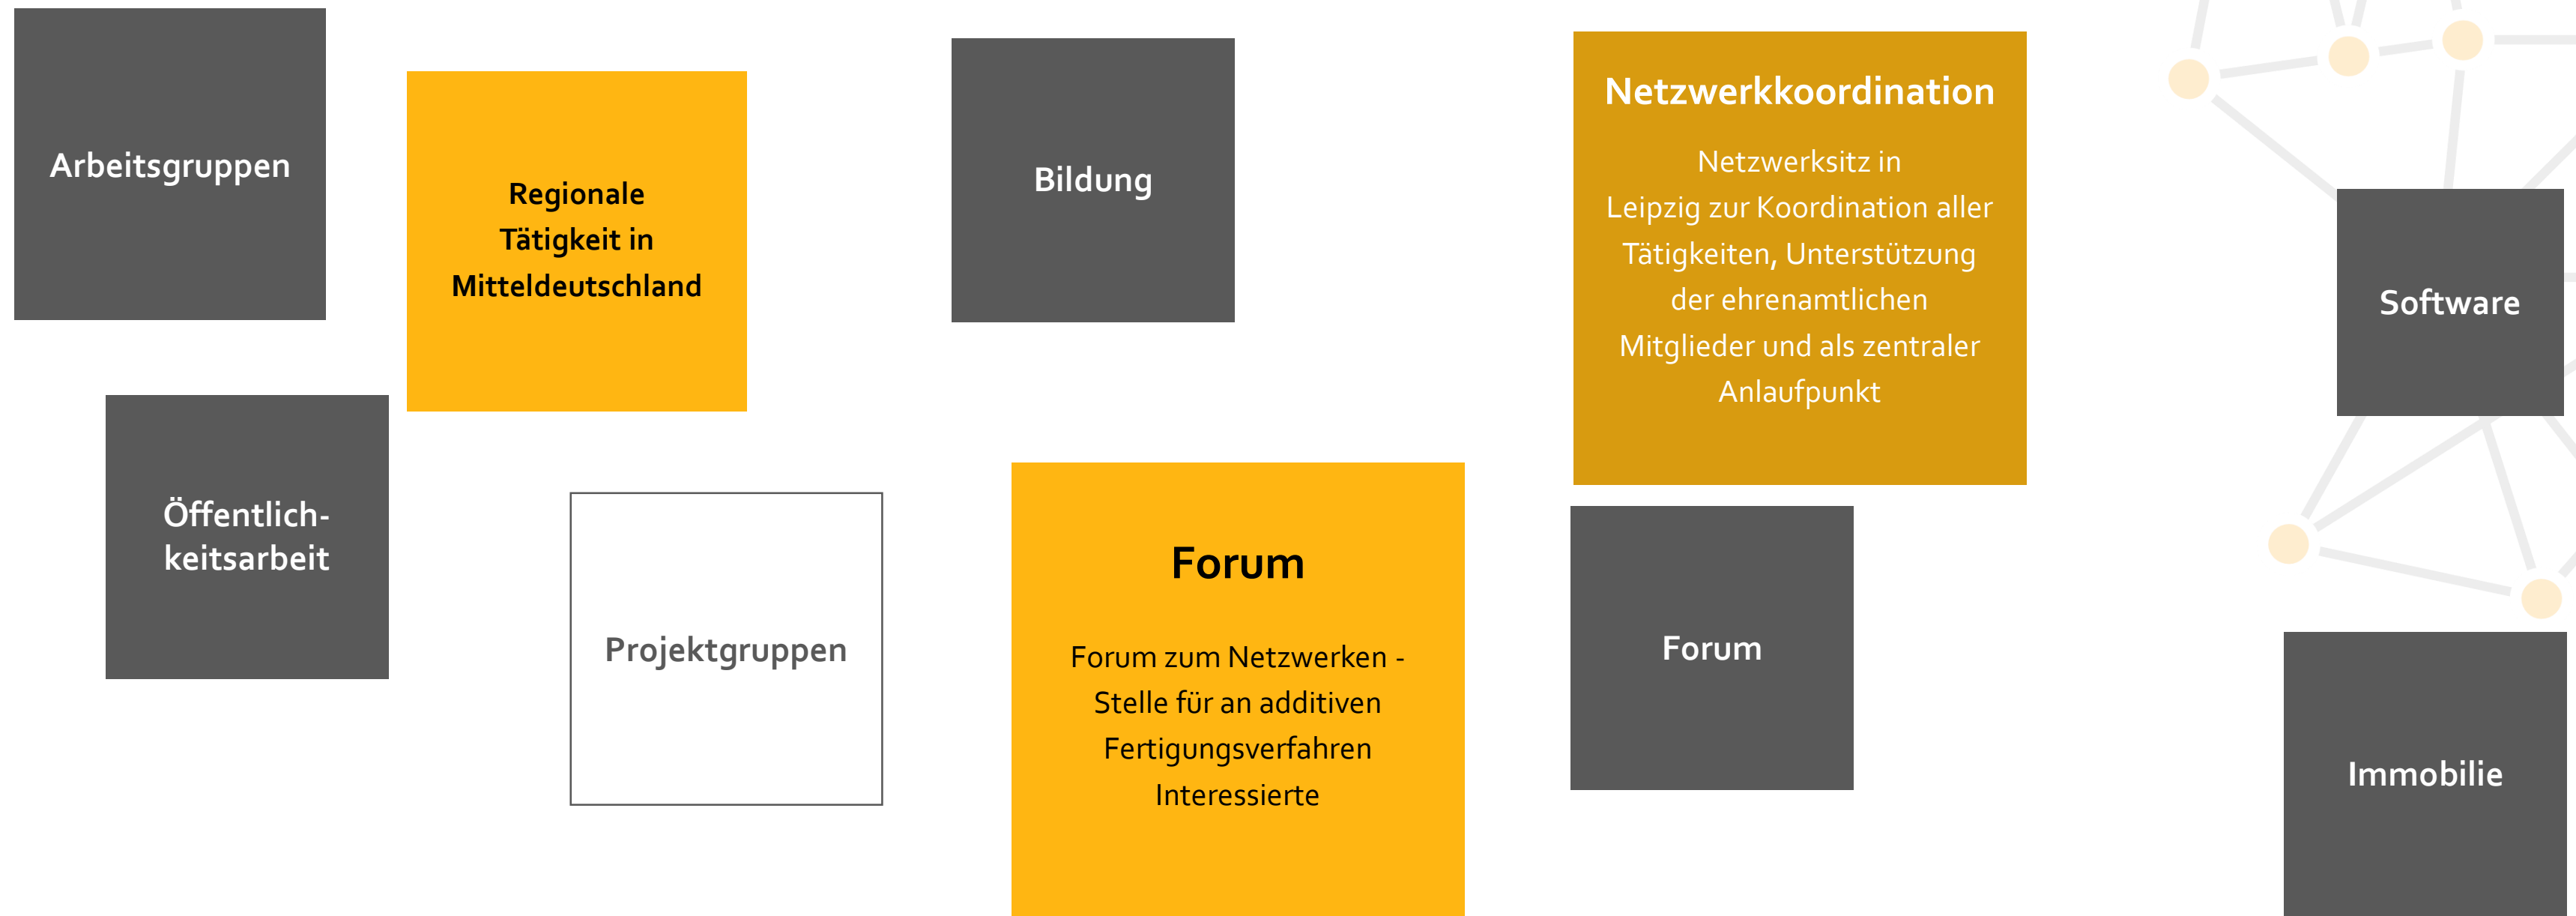 Arbeitsgruppen
Regionale
Tätigkeit in
Mitteldeutschland
Bildung
Netzwerkkoordination
Netzwerksitz in
Leipzig zur Koordination aller
Tätigkeiten, Unterstützung
der ehrenamtlichen
Mitglieder und als zentraler
Anlaufpunkt
Software
Öffentlich-
keitsarbeit
Projektgruppen
Forum
Forum zum Netzwerken -
Stelle für an additiven
Fertigungsverfahren
Interessierte
Forum
Immobilie